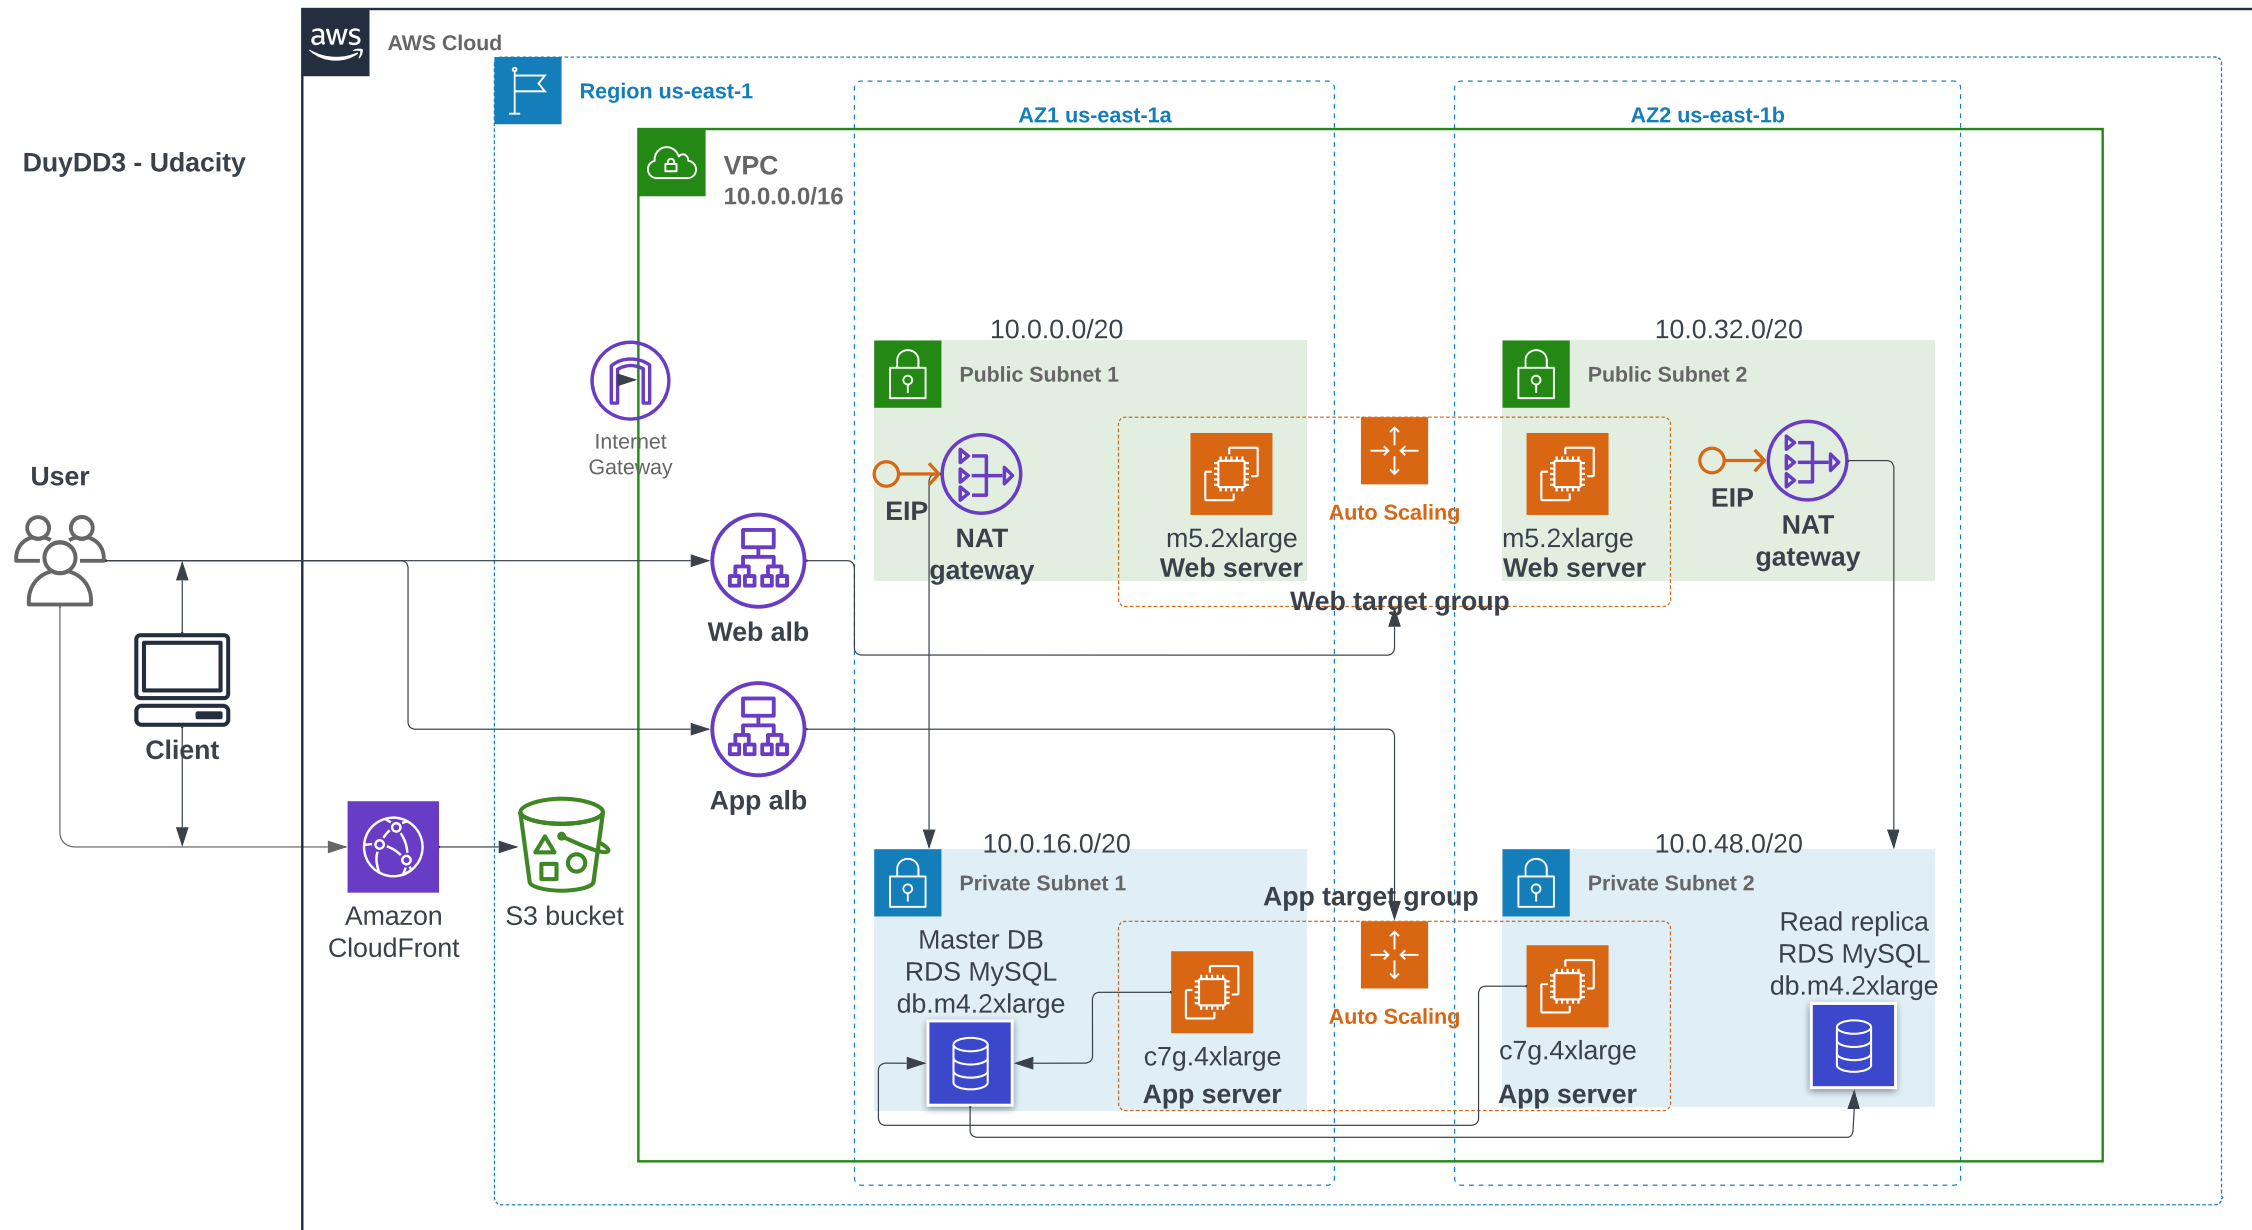 aws
AWS Cloud
Region us-east-1
AZ1 us-east-1a
AZ2 us-east-1b
DuyDD3 - Udacity
VPC
10.0.0.0/16
10.0.0.0/20
10.0.32.0/20
Public Subnet 1
Public Subnet 2
Internet
Gateway
User
EIP
NAT
gateway
m5.2xlarge
Web server
Auto Scaling
m5.2xlarge
Web server
EIP
NAT
gateway
Web target group
Web alb
Client
App alb
10.0.16.0/20
10.0.48.0/20
Private Subnet 1
App target group
Private Subnet 2
Amazon
CloudFront
S3 bucket
Master DB
RDS MySQL
db.m4.2xlarge
Read replica
RDS MySQL
db.m4.2xlarge
Auto Scaling
c7g.4xlarge
App server
c7g.4xlarge
App server